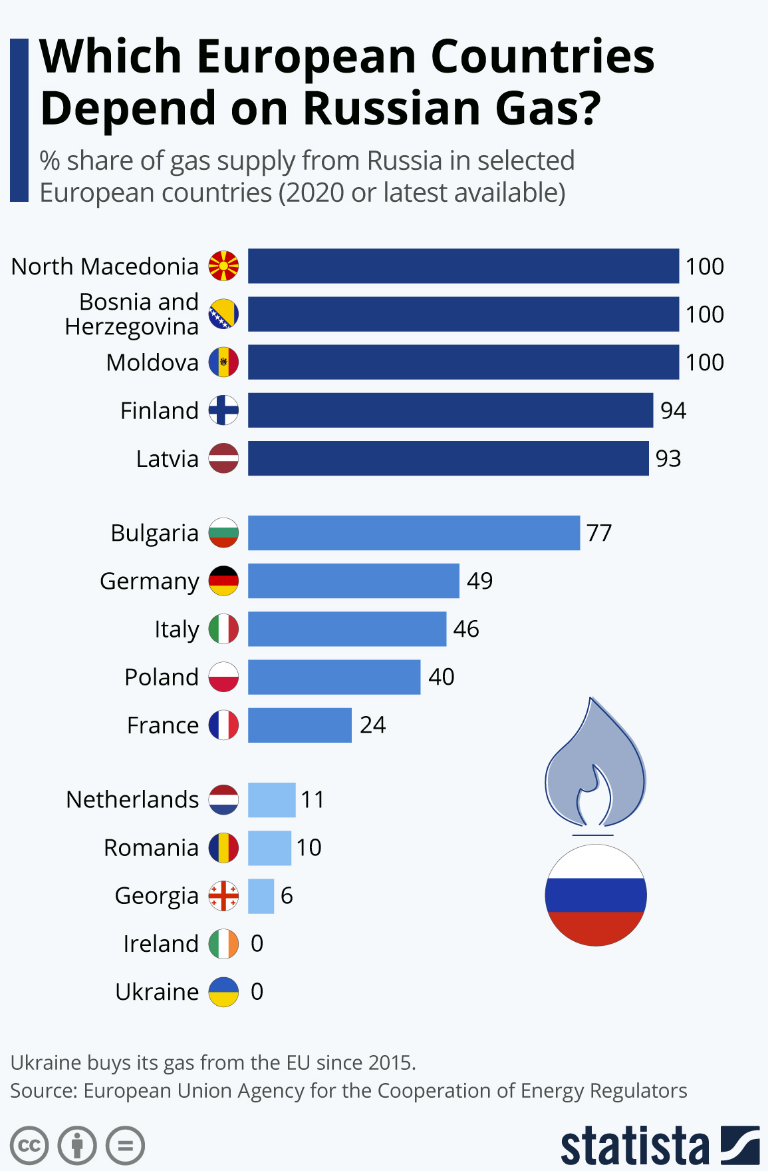 Which European Countries
Depend on Russian Gas?
% share of gas supply from Russia in selected
European countries (2020 or latest available)
North Macedonia 100
Bosnia and
Herzegovina 100
Moldova 100
Finland 94
Latvia 93
Bulgaria 77
Germany 49
Italy 46
Poland 40
France 24
Netherlands 11
Romania 10
Georgia 6
Ireland 0
Ukraine 0
Ukraine buys its gas from the EU since 2015.
Source: European Union Agency for the Cooperation of Energy Regulators
cc
statista